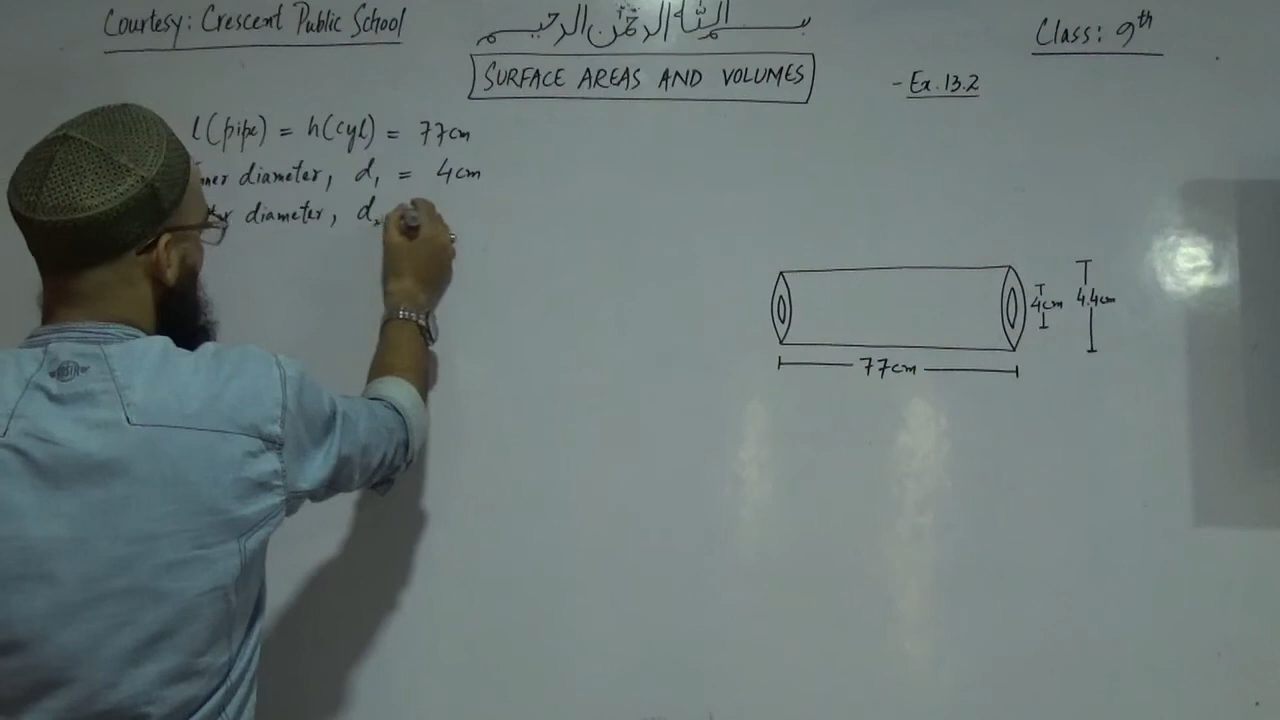 Courtesy: Crescent Public School
بسم الله الرحمن الرحيم
Class: 9th
SURFACE AREAS AND VOLUMES
- Ex. 13.2
l(pipe) = h(cyl) = 77cm
diameter, d₁ = 4cm
diameter, d₂
4cm
4.4cm
77cm